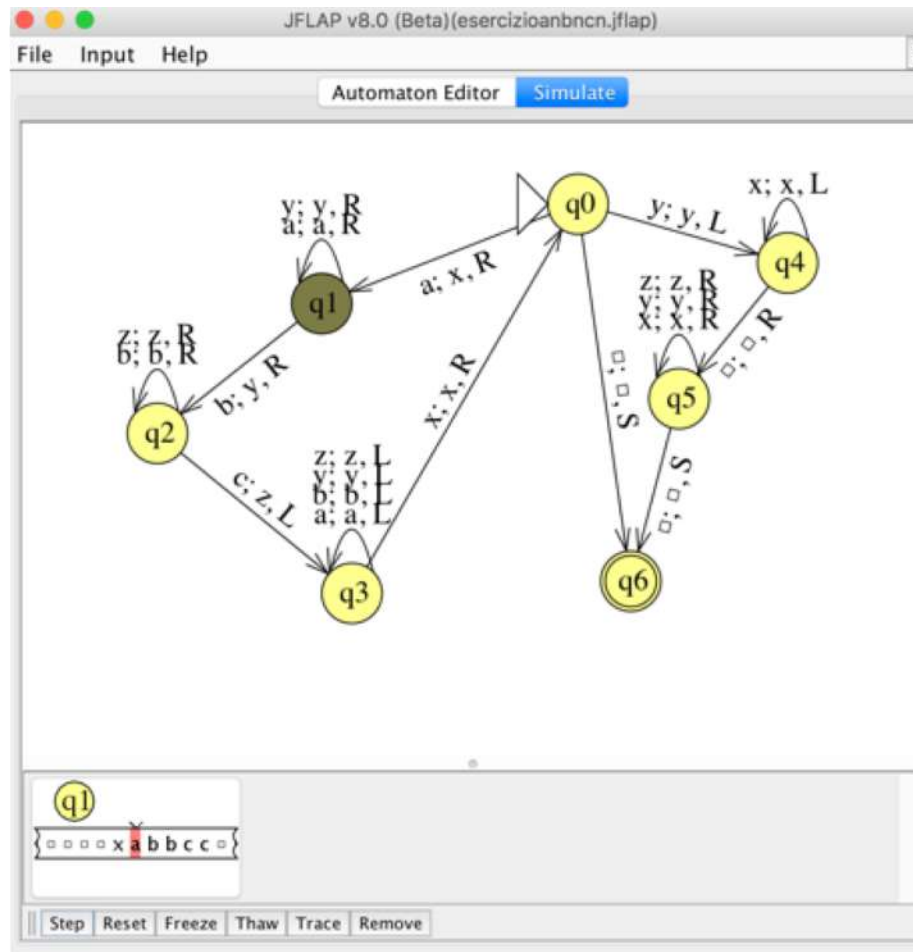 JFLAP v8.0 (Beta)(esercizioanbncn.jflap)
File Input Help
Automaton Editor Simulate
q0
x; x, L
y; y, R
a; a, R
y; y, L
q4
a; x, R
q1
z; z, R
y; y, R
x; x, R
□; □, R
z; z, R
b; b, R
b; y, R
x; x, R
□; □, S
q5
q2
z; z, L
y; y, L
b; b, L
a; a, L
c; z, L
□; □, S
q3
q6
q1
□ □ □ □ x a b b c c □
Step Reset Freeze Thaw Trace Remove